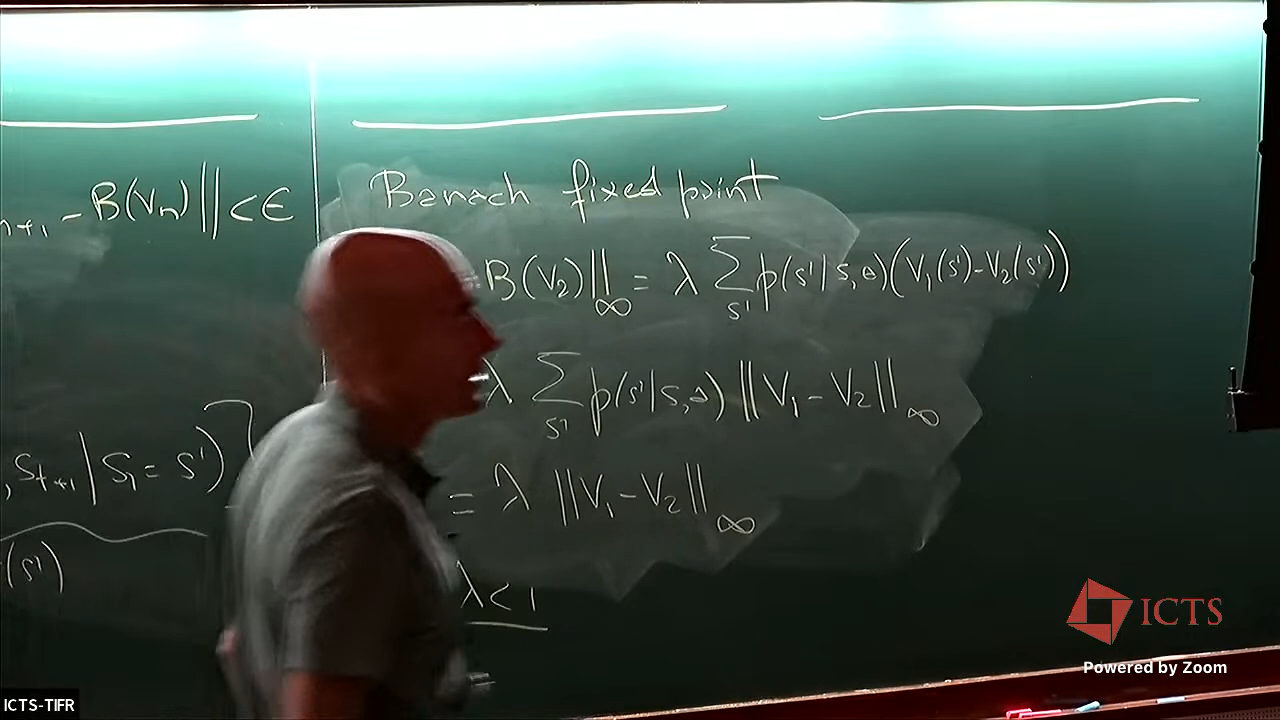 n+1 - B(Vn)|| < ϵ
, St+1 | S1 = s')]
(s')
Banach fixed point
= B(V2)||∞ = λ Σs' p(s'|s,a)(V1(s') - V2(s'))
λ Σs' p(s'|s,a) ||V1 - V2||∞
= λ ||V1 - V2||∞
λ < 1
ICTS
Powered by Zoom
ICTS-TIFR